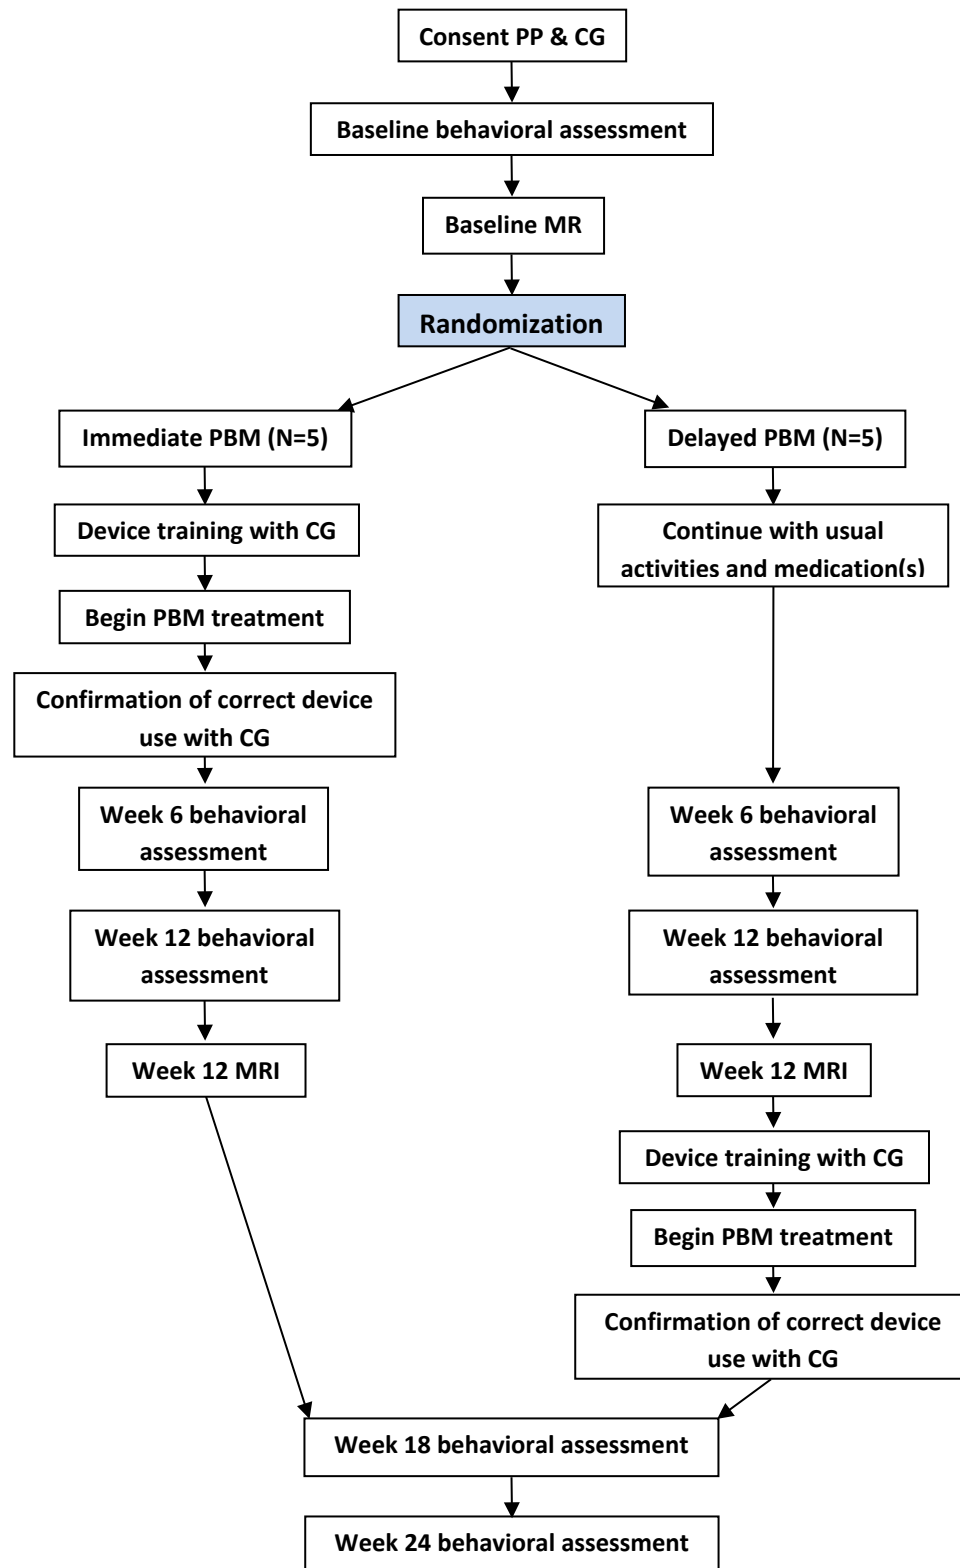 Consent PP & CG
Baseline behavioral assessment
Baseline MR
Randomization
Immediate PBM (N=5)
Device training with CG
Begin PBM treatment
Confirmation of correct device
use with CG
Week 6 behavioral
assessment
Week 12 behavioral
assessment
Week 12 MRI
Delayed PBM (N=5)
Continue with usual
activities and medication(s)
Week 6 behavioral
assessment
Week 12 behavioral
assessment
Week 12 MRI
Device training with CG
Begin PBM treatment
Confirmation of correct device
use with CG
Week 18 behavioral assessment
Week 24 behavioral assessment